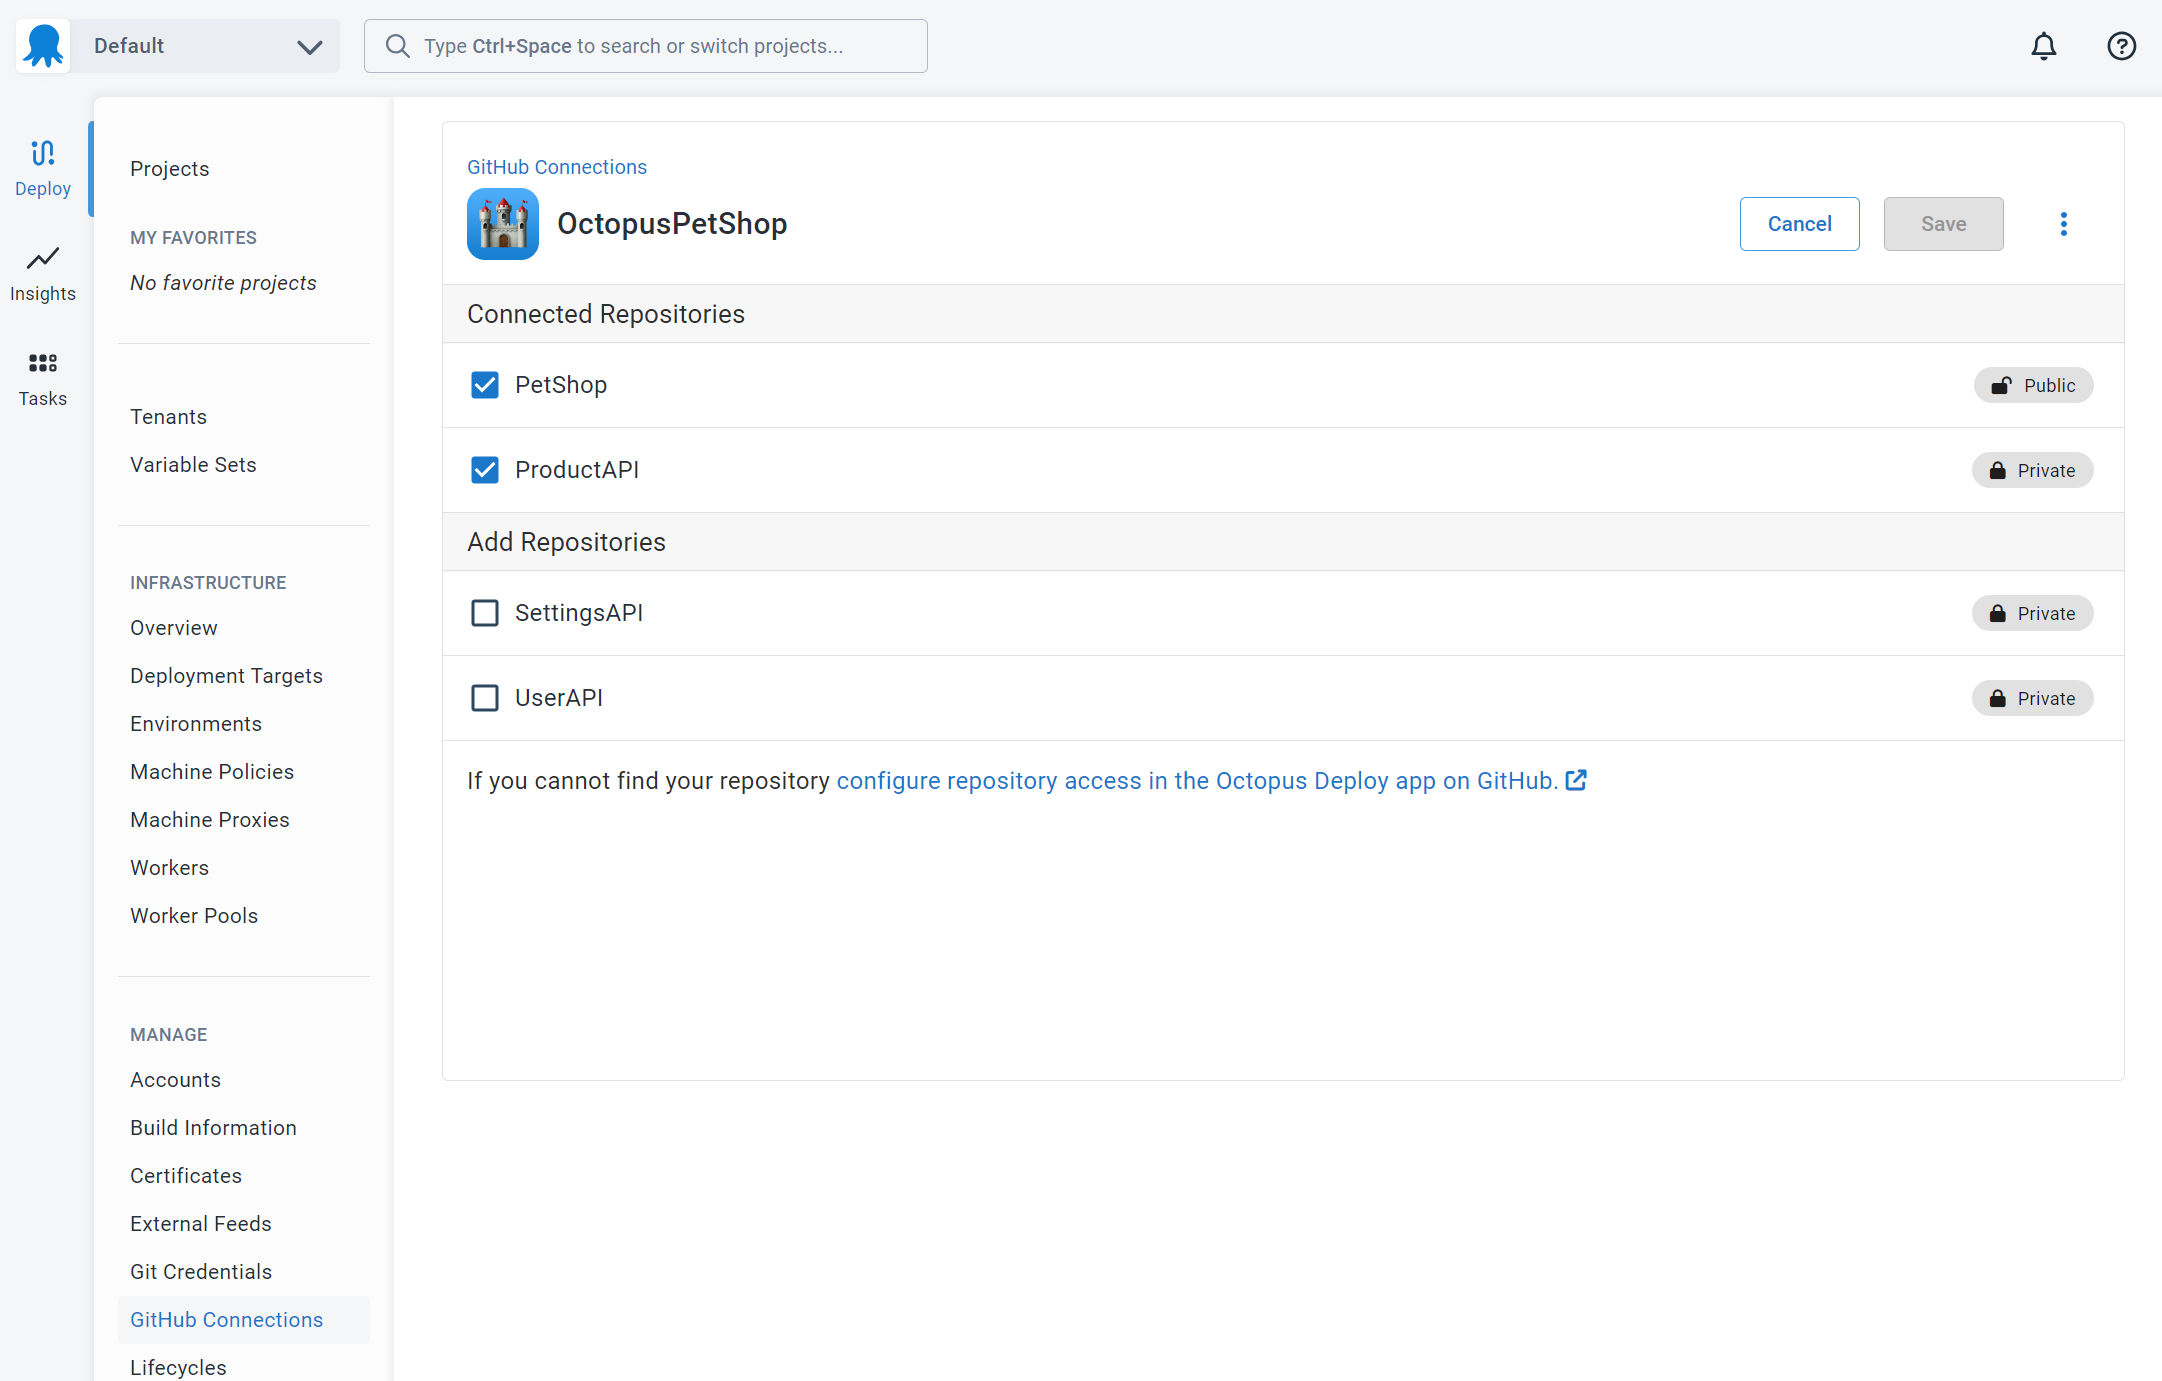 Default
Type Ctrl+Space to search or switch projects...
Deploy
Insights
Tasks
Projects
MY FAVORITES
No favorite projects
Tenants
Variable Sets
INFRASTRUCTURE
Overview
Deployment Targets
Environments
Machine Policies
Machine Proxies
Workers
Worker Pools
MANAGE
Accounts
Build Information
Certificates
External Feeds
Git Credentials
GitHub Connections
Lifecycles
GitHub Connections
OctopusPetShop
Cancel
Save
Connected Repositories
PetShop
Public
ProductAPI
Private
Add Repositories
SettingsAPI
Private
UserAPI
Private
If you cannot find your repository configure repository access in the Octopus Deploy app on GitHub.